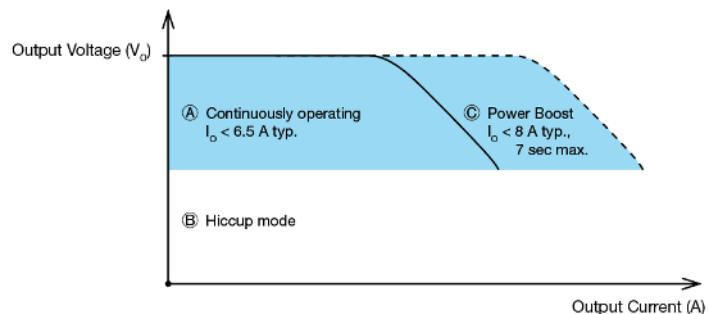 Output Voltage (Vo)
Ⓐ Continuously operating
Io < 6.5 A typ.
Ⓒ Power Boost
Io < 8 A typ.,
7 sec max.
Ⓑ Hiccup mode
Output Current (A)